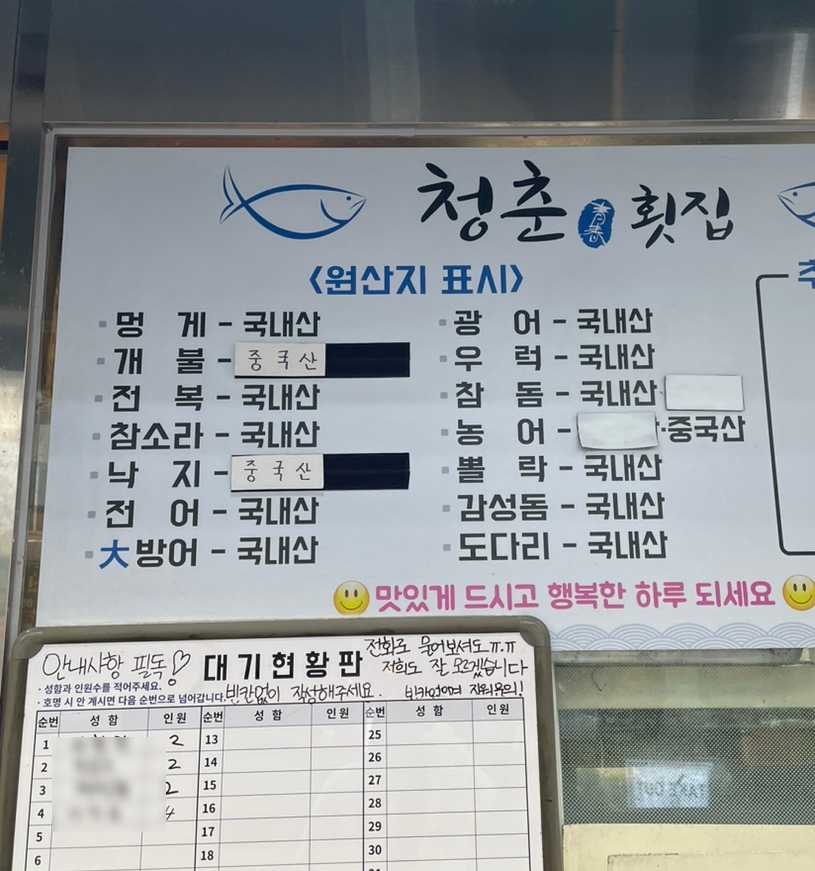 청춘 靑春 횟집
<원산지 표시>
멍 게 - 국내산
개 불 - 중국산
전 복 - 국내산
참소라 - 국내산
낙 지 - 중국산
전 어 - 국내산
大방어 - 국내산
광 어 - 국내산
우 럭 - 국내산
참 돔 - 국내산
농 어 - ·중국산
뽈 락 - 국내산
감성돔 - 국내산
도다리 - 국내산
맛있게 드시고 행복한 하루 되세요
안내사항 필독♡ 대기현황판
전화로 물어보셔도 ㅠ.ㅠ
저희도 잘 모르겠습니다
· 성함과 인원수를 적어주세요.
· 호명 시 안 계시면 다음 순번으로 넘어갑니다.
빈칸없이 작성해주세요.
순번 성 함 인 원 순번 성 함 인 원 순번 성 함 인 원
1 2 13 25
2 2 14 26
3 2 15 27
4 4 16 28
5 17 29
6 18 30
TAKE OUT